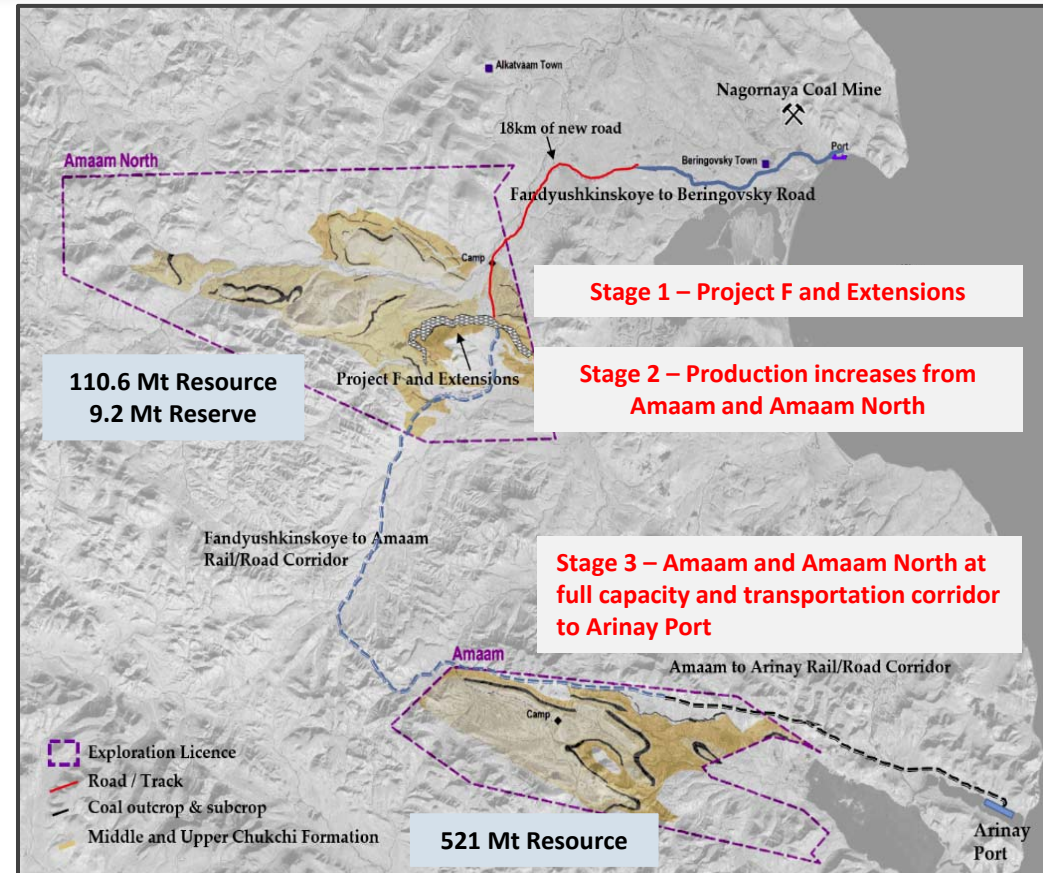 Alkatvaam Town
Nagornaya Coal Mine
18km of new road
Port
Beringovsky Town
Amaam North
Fandyushkinskoye to Beringovsky Road
Camp
Stage 1 – Project F and Extensions
110.6 Mt Resource
9.2 Mt Reserve
Project F and Extensions
Stage 2 – Production increases from
Amaam and Amaam North
Fandyushkinskoye to Amaam
Rail/Road Corridor
Stage 3 – Amaam and Amaam North at
full capacity and transportation corridor
to Arinay Port
Amaam
Amaam to Arinay Rail/Road Corridor
Camp
Exploration Licence
Road / Track
Coal outcrop & subcrop
Middle and Upper Chukchi Formation
521 Mt Resource
Arinay
Port